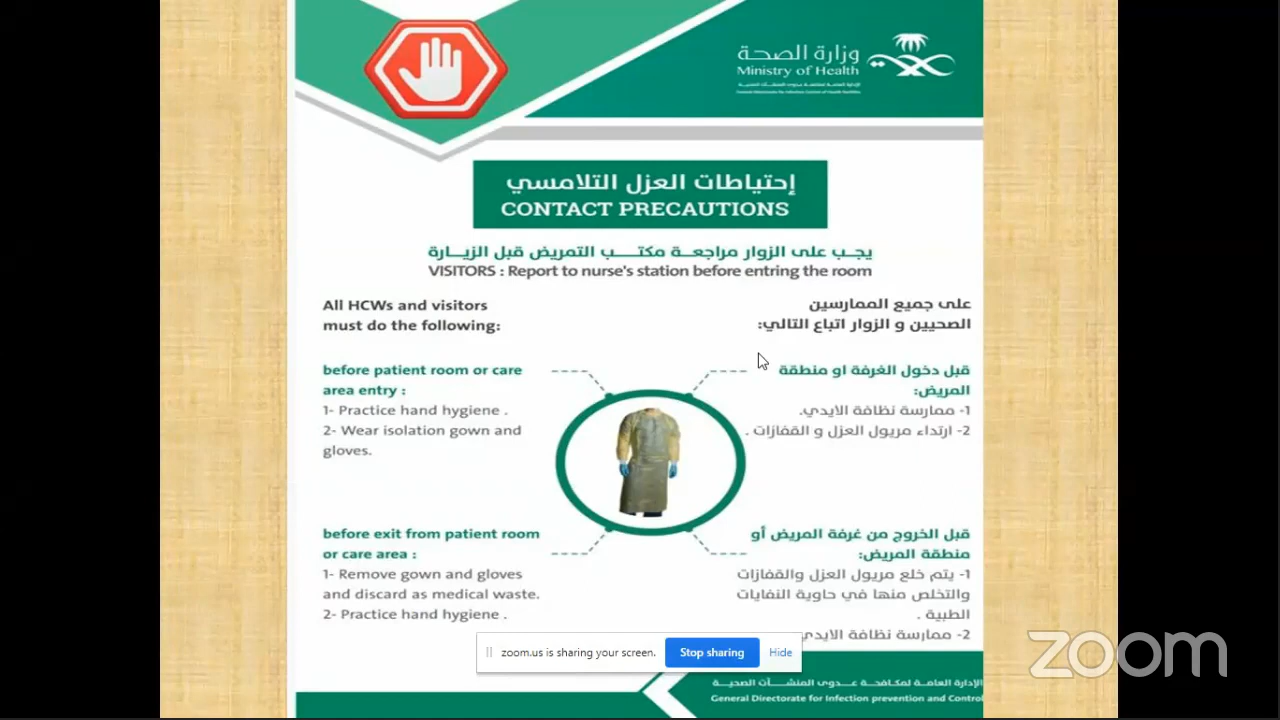 وزارة الصحة
Ministry of Health
إحتياطات العزل التلامسي
CONTACT PRECAUTIONS
يجب على الزوار مراجعة مكتب التمريض قبل الزيارة
VISITORS : Report to nurse's station before entring the room
All HCWs and visitors
must do the following:
على جميع الممارسين
الصحيين و الزوار اتباع التالي:
before patient room or care
area entry :
1- Practice hand hygiene .
2- Wear isolation gown and
gloves.
قبل دخول الغرفة او منطقة
المريض:
1- ممارسة نظافة الايدي.
2- ارتداء مريول العزل و القفازات .
before exit from patient room
or care area :
1- Remove gown and gloves
and discard as medical waste.
2- Practice hand hygiene .
قبل الخروج من غرفة المريض أو
منطقة المريض:
1- يتم خلع مريول العزل والقفازات
والتخلص منها في حاوية النفايات
الطبية .
2- ممارسة نظافة الايدي
zoom.us is sharing your screen.
Stop sharing
Hide
zoom
الإدارة العامة لمكافحة عدوى المنشآت الصحية
General Directorate for Infection prevention and Control